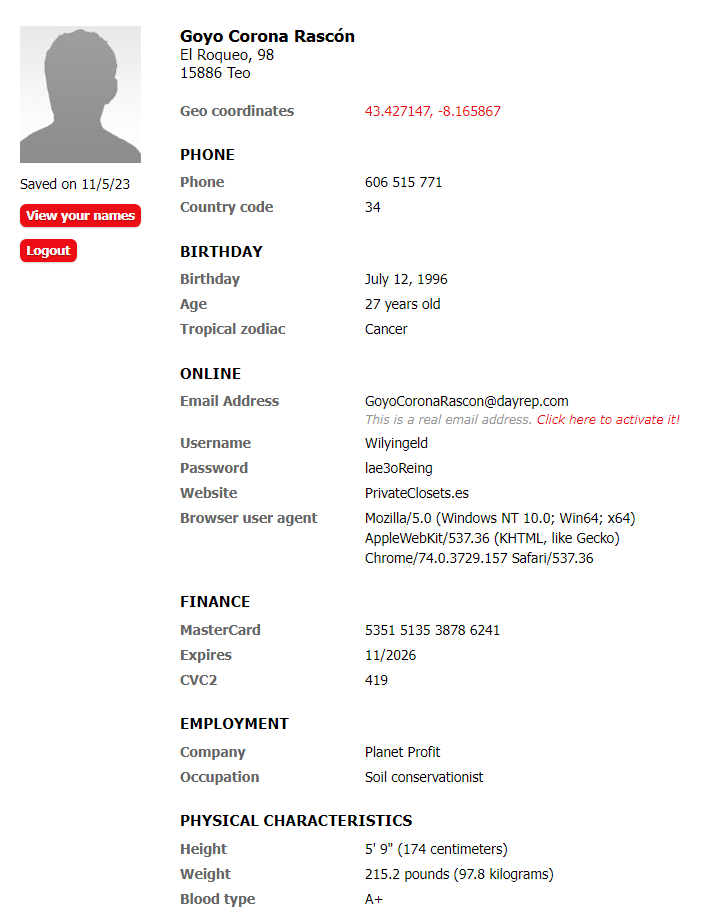 Goyo Corona Rascón
El Roqueo, 98
15886 Teo
Geo coordinates 43.427147, -8.165867
Saved on 11/5/23
View your names
Logout
PHONE
Phone 606 515 771
Country code 34
BIRTHDAY
Birthday July 12, 1996
Age 27 years old
Tropical zodiac Cancer
ONLINE
Email Address GoyoCoronaRascon@dayrep.com
This is a real email address. Click here to activate it!
Username Wilyingeld
Password lae3oReing
Website PrivateClosets.es
Browser user agent Mozilla/5.0 (Windows NT 10.0; Win64; x64)
AppleWebKit/537.36 (KHTML, like Gecko)
Chrome/74.0.3729.157 Safari/537.36
FINANCE
MasterCard 5351 5135 3878 6241
Expires 11/2026
CVC2 419
EMPLOYMENT
Company Planet Profit
Occupation Soil conservationist
PHYSICAL CHARACTERISTICS
Height 5' 9" (174 centimeters)
Weight 215.2 pounds (97.8 kilograms)
Blood type A+